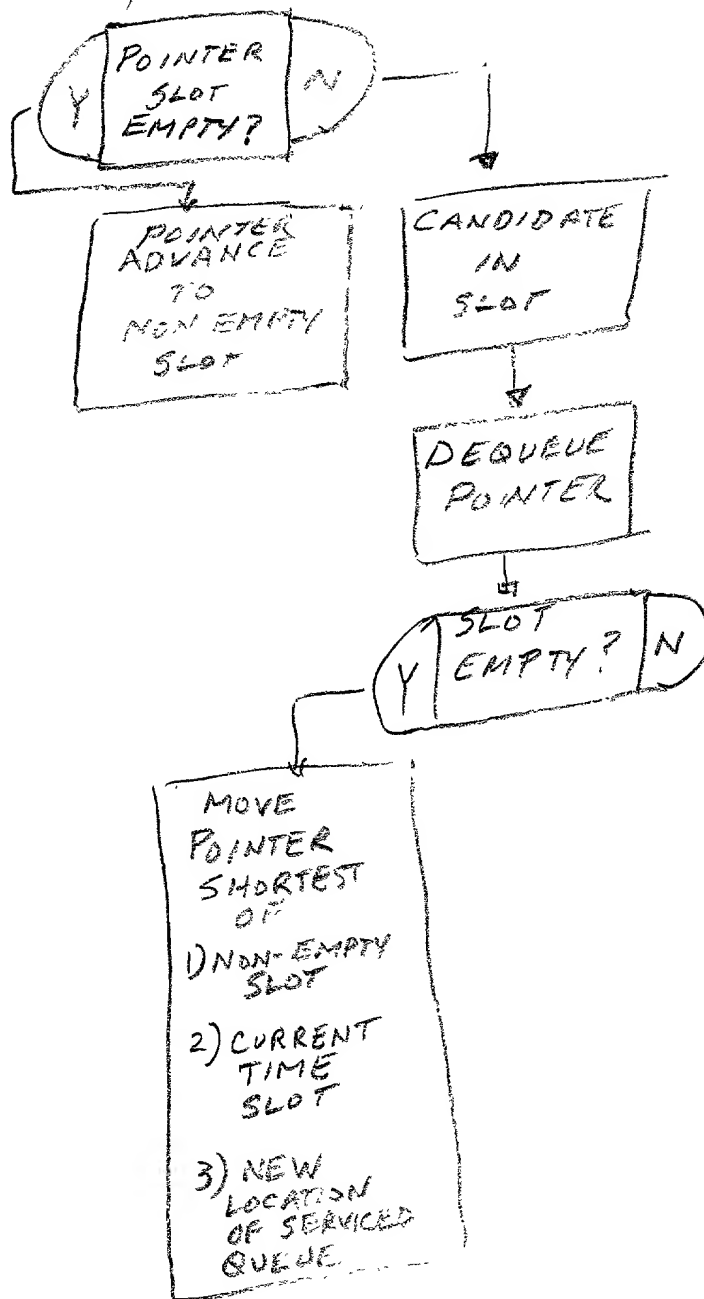 POINTER
SLOT
EMPTY?
Y
N
POINTER
ADVANCE
TO
NON EMPTY
SLOT
CANDIDATE
IN
SLOT
DEQUEUE
POINTER
SLOT
EMPTY?
Y
N
MOVE
POINTER
SHORTEST
OF
1) NON-EMPTY
SLOT
2) CURRENT
TIME
SLOT
3) NEW
LOCATION
OF SERVICED
QUEUE